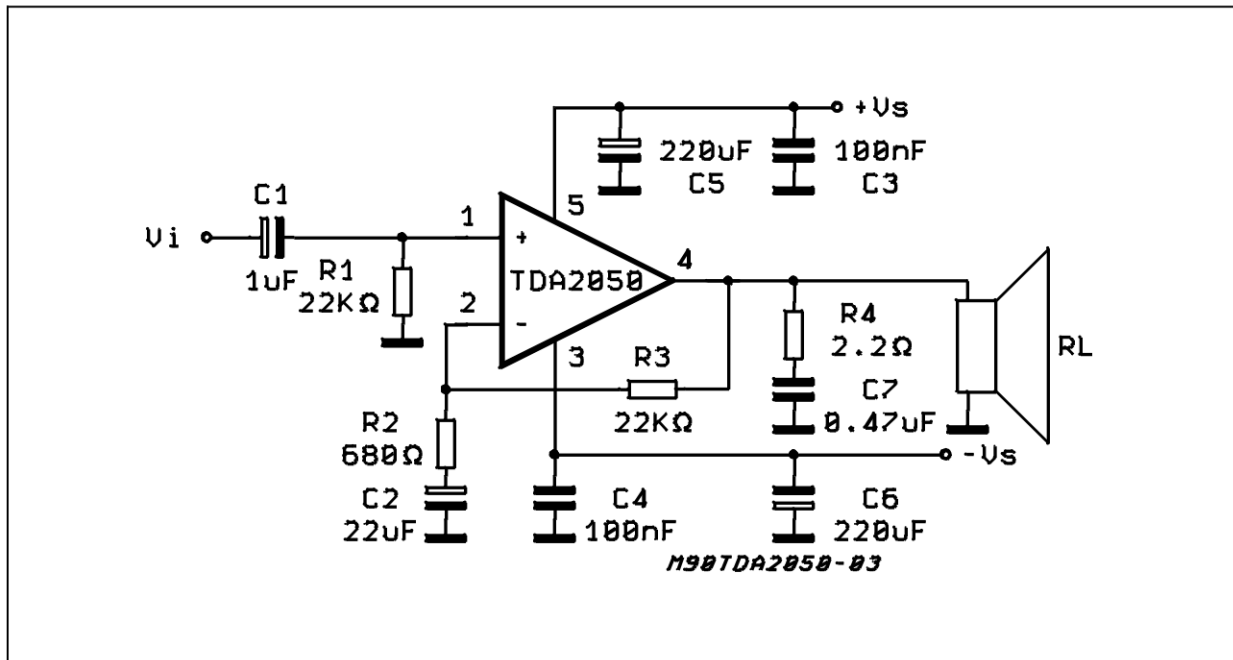 +Vs
220uF
C5
100nF
C3
C1
Vi
1uF
R1
22KΩ
1
2
+
-
TDA2050
5
4
3
R3
22KΩ
R4
2.2Ω
C7
0.47uF
RL
R2
680Ω
C2
22uF
C4
100nF
-Vs
C6
220uF
M90TDA2050-03